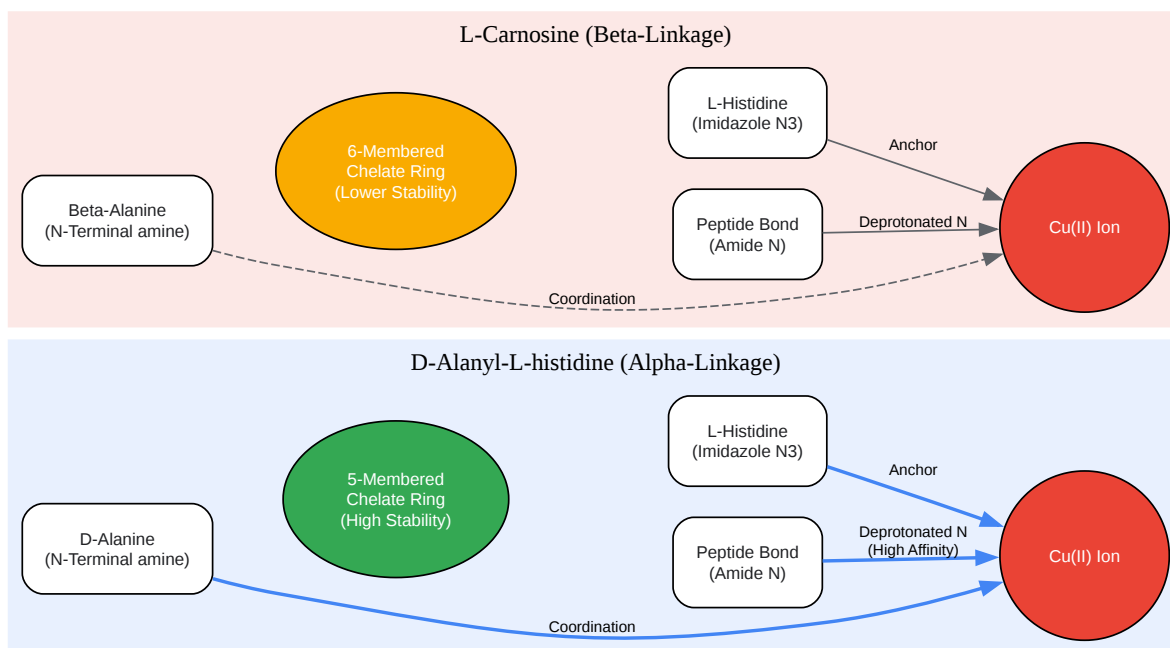 L-Carnosine (Beta-Linkage)
L-Histidine
(Imidazole N3)
6-Membered
Chelate Ring
(Lower Stability)
Anchor
Beta-Alanine
(N-Terminal amine)
Peptide Bond
(Amide N)
Deprotonated N
Cu(II) Ion
Coordination
D-Alanyl-L-histidine (Alpha-Linkage)
L-Histidine
(Imidazole N3)
5-Membered
Chelate Ring
(High Stability)
Anchor
D-Alanine
(N-Terminal amine)
Peptide Bond
(Amide N)
Deprotonated N
(High Affinity)
Cu(II) Ion
Coordination